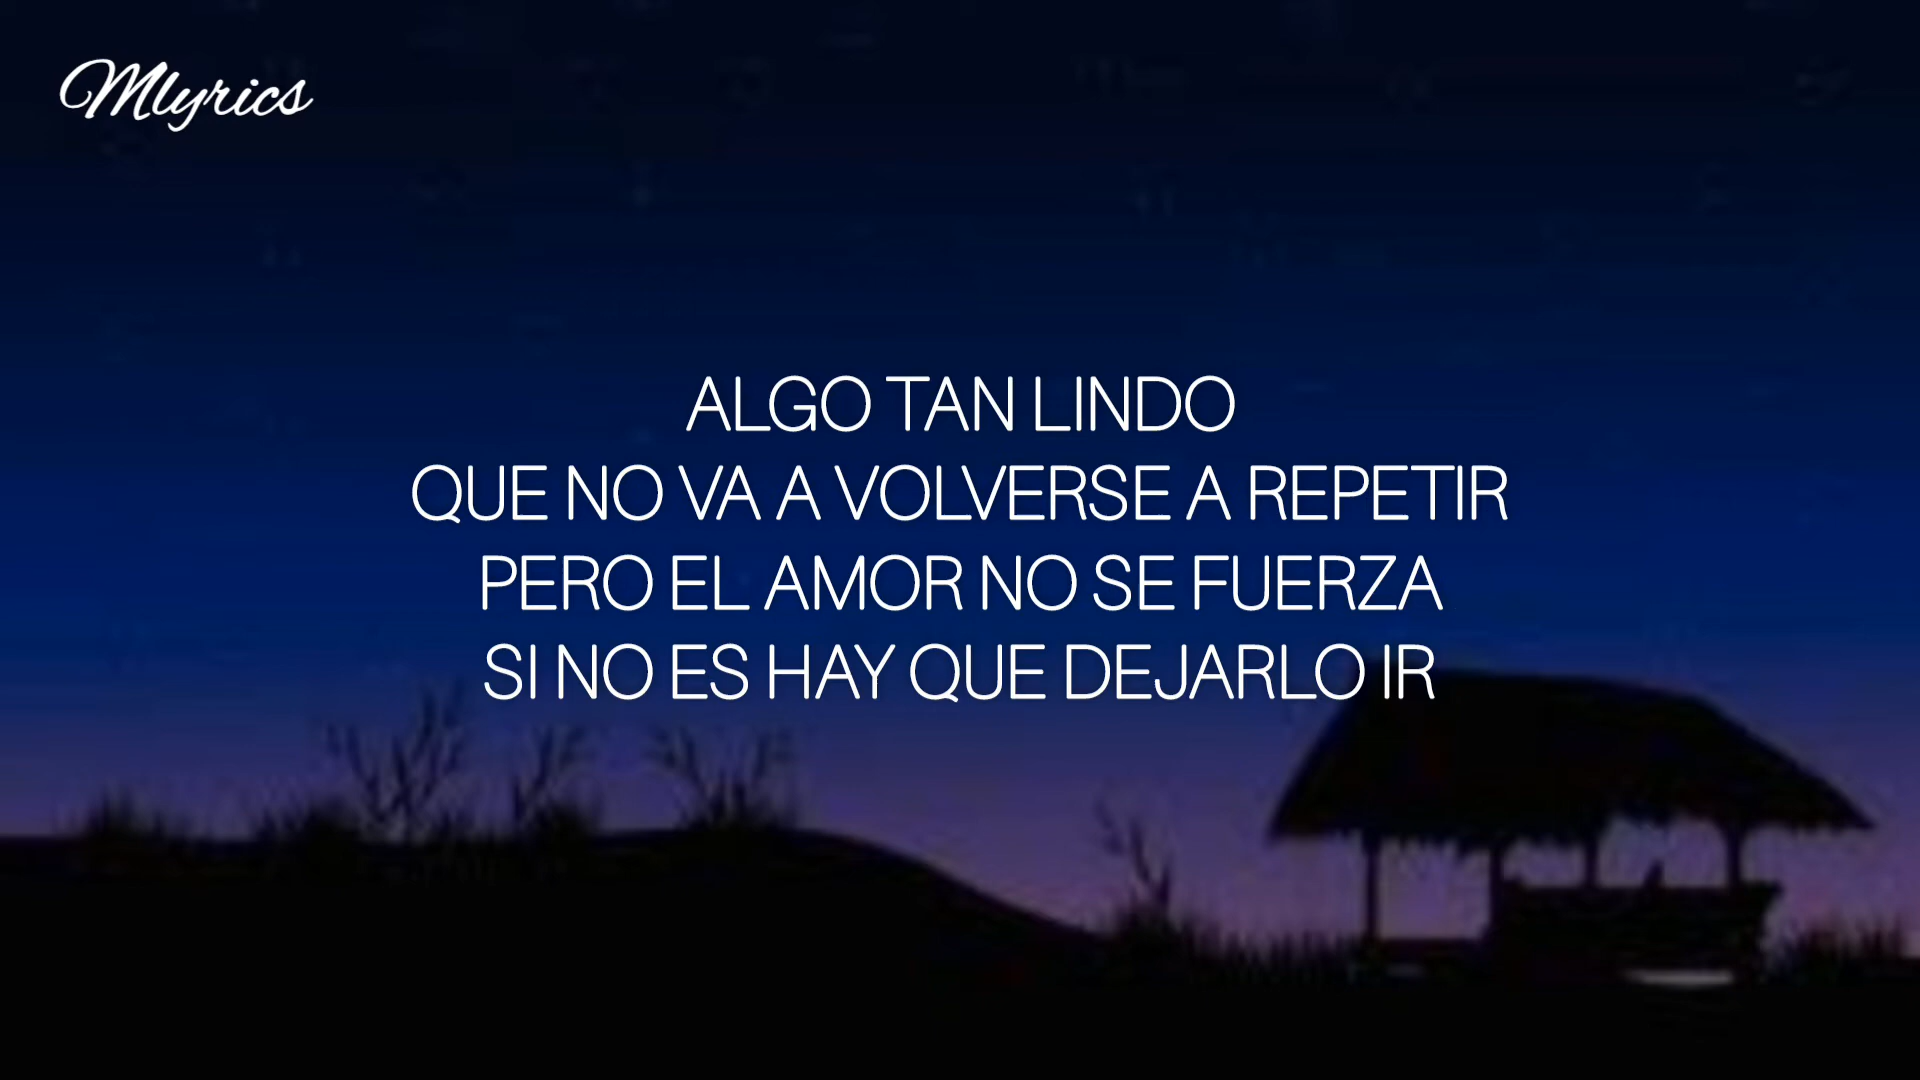 Mlyrics
ALGO TAN LINDO
QUE NO VA A VOLVERSE A REPETIR
PERO EL AMOR NO SE FUERZA
SI NO ES HAY QUE DEJARLO IR